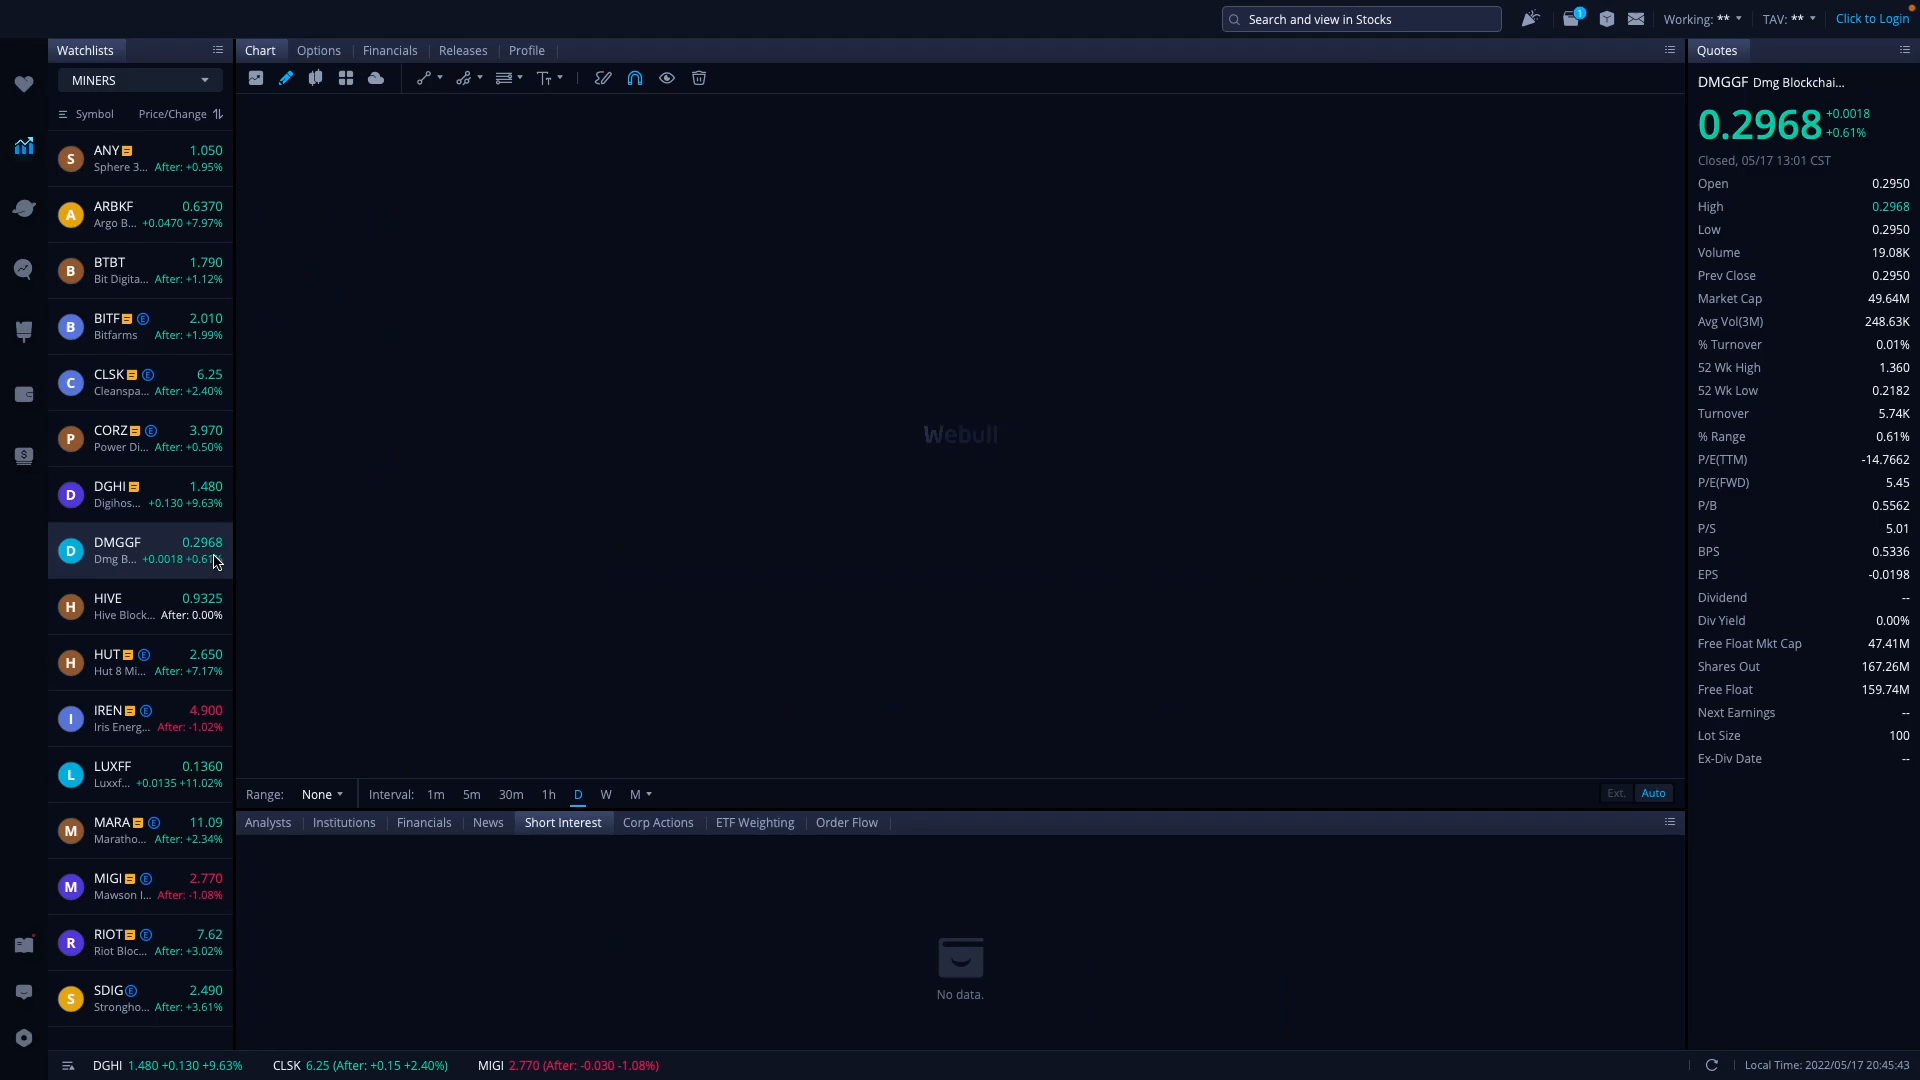 Search and view in Stocks
1
Working: **
TAV: **
Click to Login
Watchlists
Chart
Options
Financials
Releases
Profile
Quotes
MINERS
Symbol
Price/Change
S
ANY
1.050
Sphere 3...
After: +0.95%
A
ARBKF
0.6370
Argo B...
+0.0470 +7.97%
B
BTBT
1.790
Bit Digita...
After: +1.12%
B
BITF
E
2.010
Bitfarms
After: +1.99%
C
CLSK
E
6.25
Cleanspa...
After: +2.40%
P
CORZ
E
3.970
Power Di...
After: +0.50%
D
DGHI
1.480
Digihos...
+0.130 +9.63%
D
DMGGF
0.2968
Dmg B...
+0.0018 +0.61%
H
HIVE
0.9325
Hive Block...
After: 0.00%
H
HUT
E
2.650
Hut 8 Mi...
After: +7.17%
I
IREN
E
4.900
Iris Energ...
After: -1.02%
L
LUXFF
0.1360
Luxxf...
+0.0135 +11.02%
M
MARA
E
11.09
Maratho...
After: +2.34%
M
MIGI
E
2.770
Mawson I...
After: -1.08%
R
RIOT
E
7.62
Riot Bloc...
After: +3.02%
S
SDIG
E
2.490
Strongho...
After: +3.61%
Webull
Range:
None
Interval:
1m
5m
30m
1h
D
W
M
Ext.
Auto
Analysts
Institutions
Financials
News
Short Interest
Corp Actions
ETF Weighting
Order Flow
No data.
DMGGF Dmg Blockchai...
0.2968
+0.0018
+0.61%
Closed, 05/17 13:01 CST
Open 0.2950
High 0.2968
Low 0.2950
Volume 19.08K
Prev Close 0.2950
Market Cap 49.64M
Avg Vol(3M) 248.63K
% Turnover 0.01%
52 Wk High 1.360
52 Wk Low 0.2182
Turnover 5.74K
% Range 0.61%
P/E(TTM) -14.7662
P/E(FWD) 5.45
P/B 0.5562
P/S 5.01
BPS 0.5336
EPS -0.0198
Dividend --
Div Yield 0.00%
Free Float Mkt Cap 47.41M
Shares Out 167.26M
Free Float 159.74M
Next Earnings --
Lot Size 100
Ex-Div Date --
DGHI 1.480 +0.130 +9.63%
CLSK 6.25 (After: +0.15 +2.40%)
MIGI 2.770 (After: -0.030 -1.08%)
Local Time: 2022/05/17 20:45:43